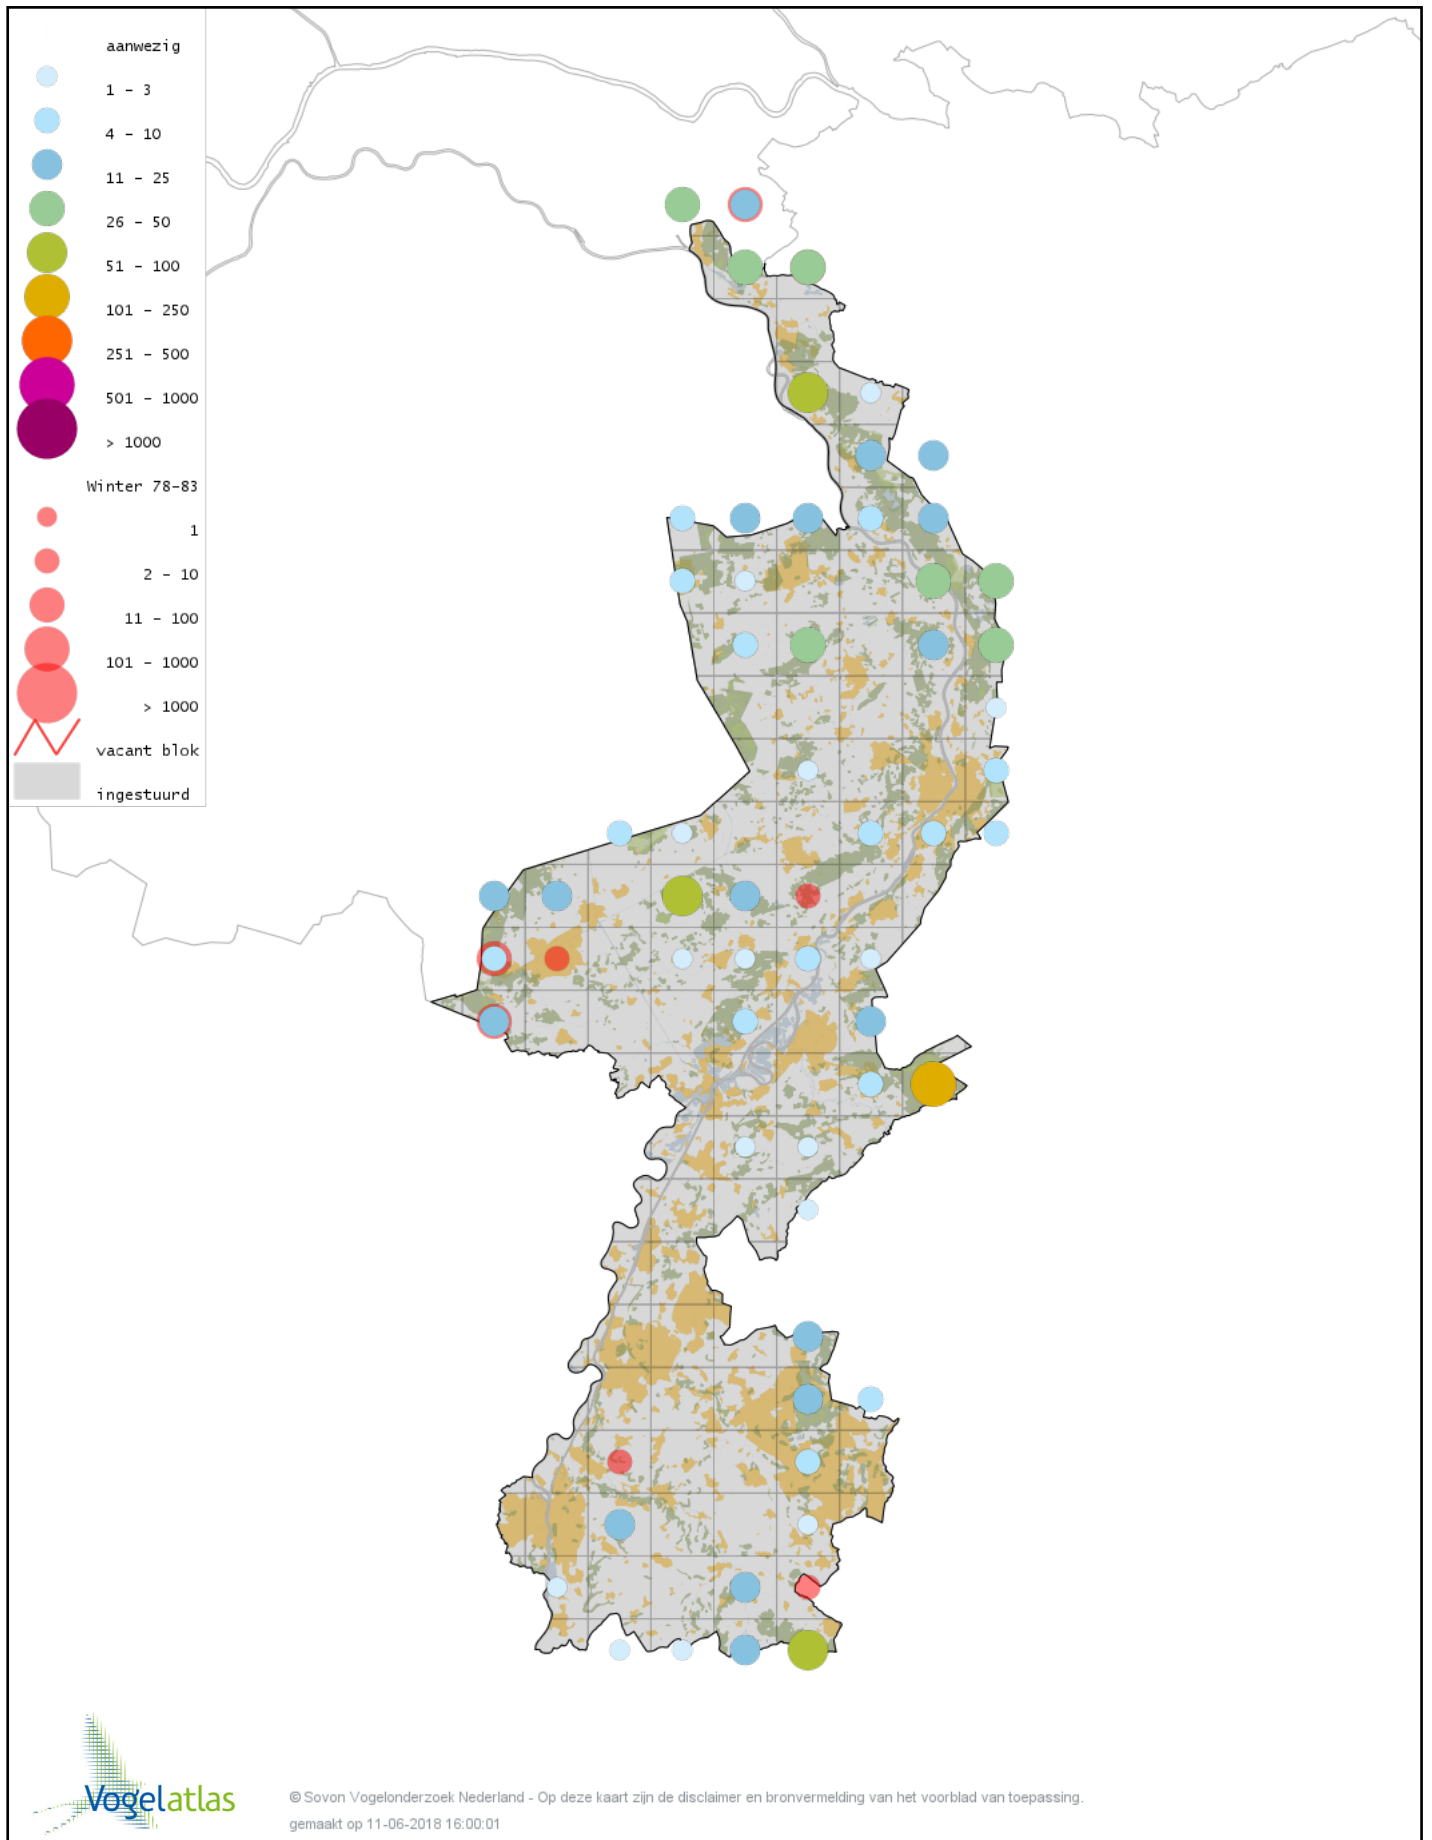 aanwezig
1 - 3
4 - 10
11 - 25
26 - 50
51 - 100
101 - 250
251 - 500
501 - 1000
> 1000
Winter 78-83
1
2 - 10
11 - 100
101 - 1000
> 1000
vacant blok
ingestuurd
Vogelatlas
© Sovon Vogelonderzoek Nederland - Op deze kaart zijn de disclaimer en bronvermelding van het voorblad van toepassing.
gemaakt op 11-06-2018 16:00:01